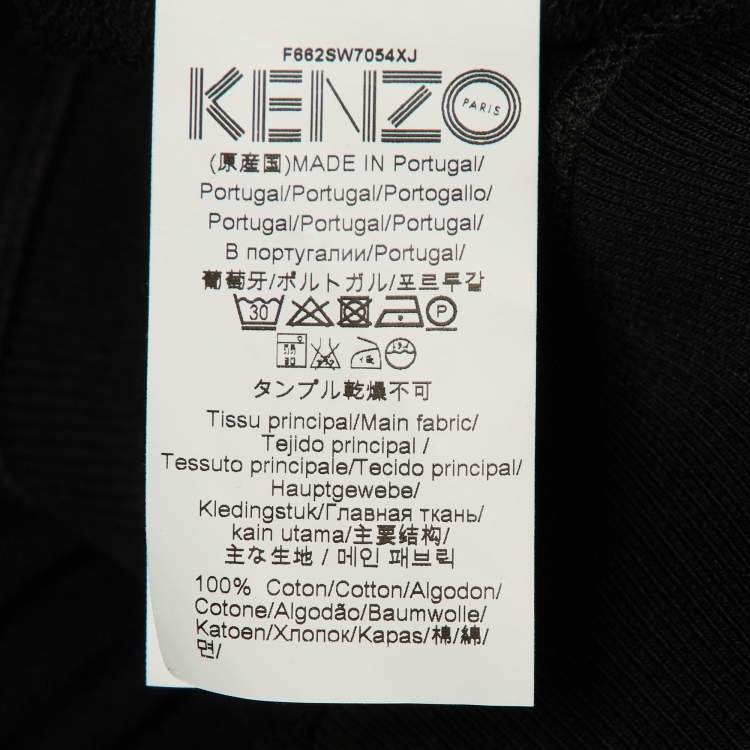 F662SW7054XJ
KENZO PARIS
(原産国)MADE IN Portugal/
Portugal/Portugal/Portogallo/
Portugal/Portugal/Portugal/
В португалии/Portugal/
葡萄牙/ポルトガル/포르투갈
30 P
タンブル乾燥不可
Tissu principal/Main fabric/
Tejido principal /
Tessuto principale/Tecido principal/
Hauptgewebe/
Kledingstuk/Главная ткань/
kain utama/主要结构/
主な生地 / 메인 패브릭
100% Coton/Cotton/Algodon/
Cotone/Algodão/Baumwolle/
Katoen/Хлопок/Kapas/棉/綿/
면/